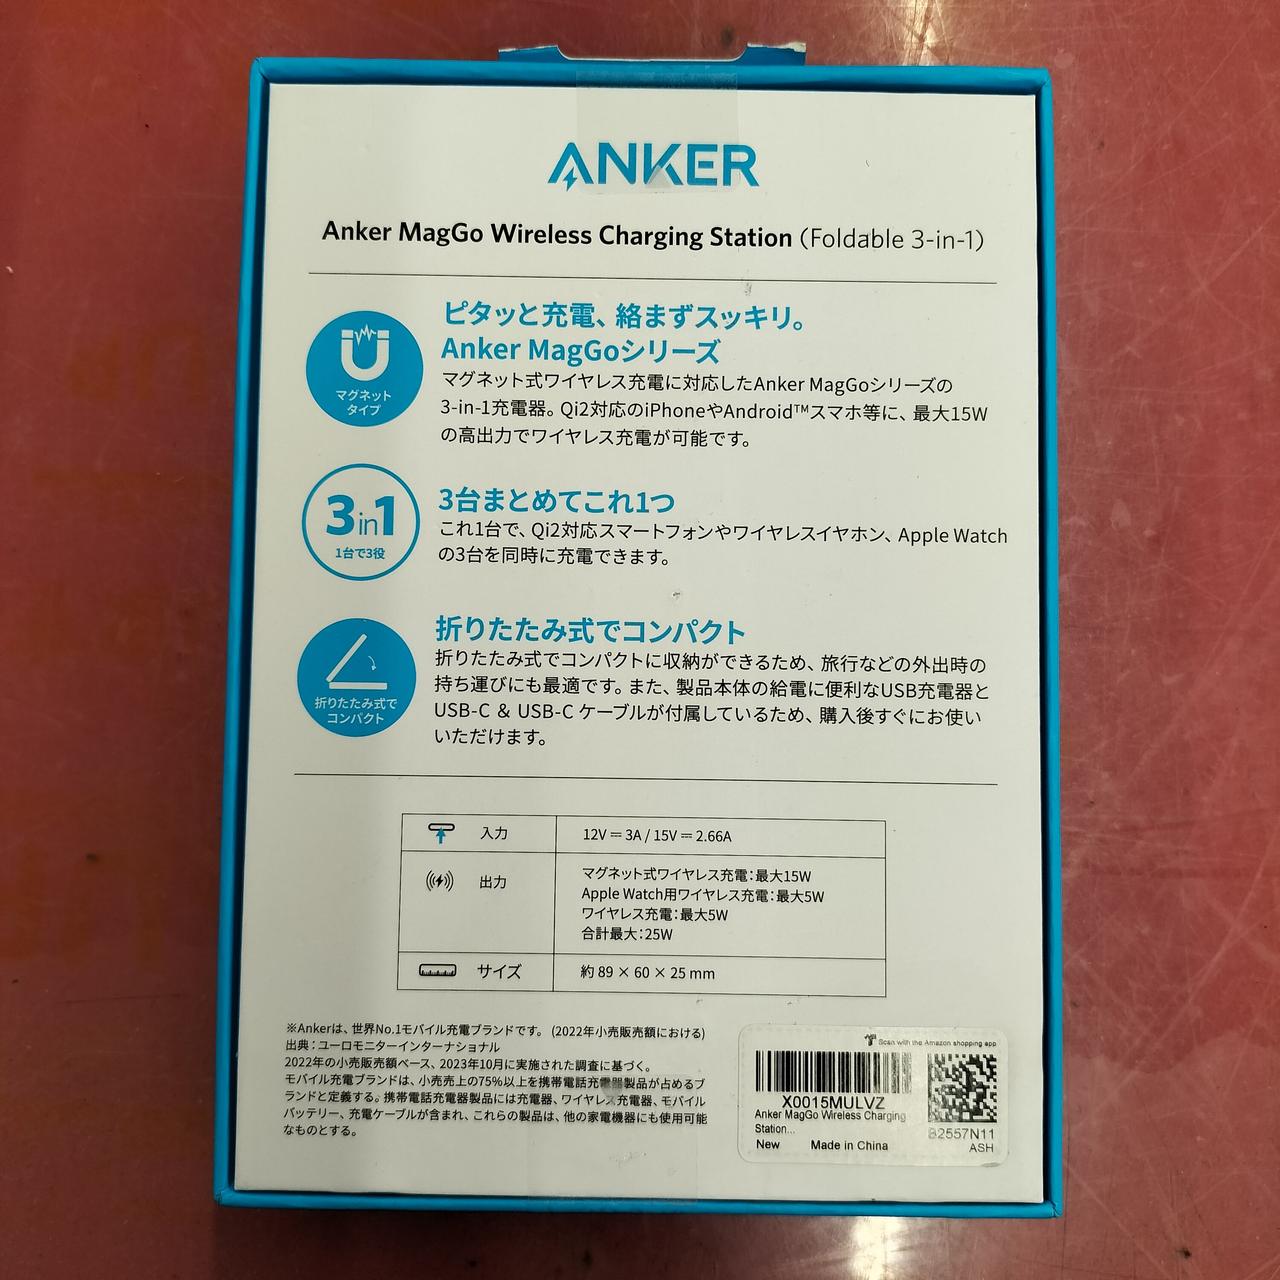 ANKER
Anker MagGo Wireless Charging Station (Foldable 3-in-1)
マグネット
タイプ
ピタッと充電、絡まずスッキリ。
Anker MagGoシリーズ
マグネット式ワイヤレス充電に対応したAnker MagGoシリーズの
3-in-1充電器。Qi2対応のiPhoneやAndroid™スマホ等に、最大15W
の高出力でワイヤレス充電が可能です。
3in1
1台で3役
3台まとめてこれ1つ
これ1台で、Qi2対応スマートフォンやワイヤレスイヤホン、Apple Watch
の3台を同時に充電できます。
折りたたみ式で
コンパクト
折りたたみ式でコンパクト
折りたたみ式でコンパクトに収納ができるため、旅行などの外出時の
持ち運びにも最適です。また、製品本体の給電に便利なUSB充電器と
USB-C & USB-C ケーブルが付属しているため、購入後すぐにお使い
いただけます。
入力 12V⎓3A / 15V⎓2.66A
出力 マグネット式ワイヤレス充電：最大15W
Apple Watch用ワイヤレス充電：最大5W
ワイヤレス充電：最大5W
合計最大：25W
サイズ 約 89 × 60 × 25 mm
※Ankerは、世界No.1モバイル充電ブランドです。(2022年小売販売額における)
出典：ユーロモニターインターナショナル
2022年の小売販売額ベース、2023年10月に実施された調査に基づく。
モバイル充電ブランドは、小売売上の75%以上を携帯電話充電器製品が占めるブ
ランドと定義する。携帯電話充電器製品には充電器、ワイヤレス充電器、モバイル
バッテリー、充電ケーブルが含まれ、これらの製品は、他の家電機器にも使用可能
なものとする。
Scan with the Amazon shopping app
X0015MULVZ
Anker MagGo Wireless Charging
Station...
New Made in China
B2557N11
ASH